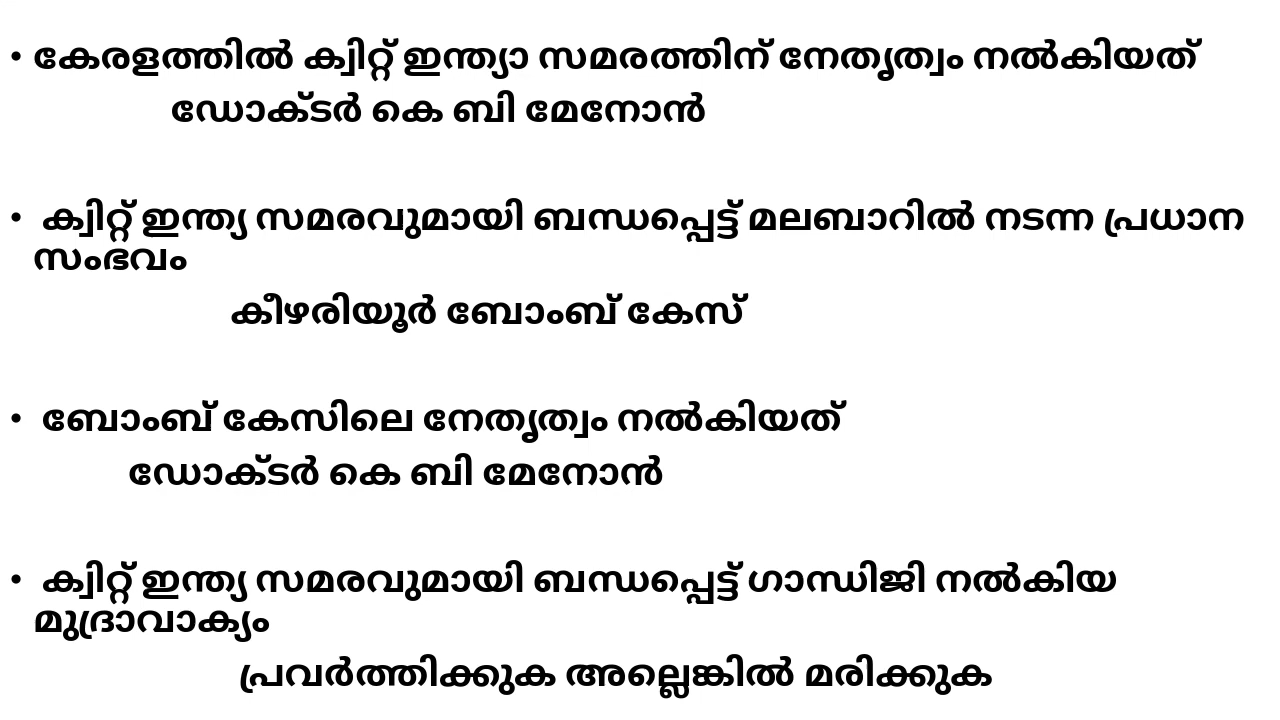 • കേരളത്തിൽ ക്വിറ്റ് ഇന്ത്യാ സമരത്തിന് നേതൃത്വം നൽകിയത്
ഡോക്ടർ കെ ബി മേനോൻ
• ക്വിറ്റ് ഇന്ത്യ സമരവുമായി ബന്ധപ്പെട്ട് മലബാറിൽ നടന്ന പ്രധാന
സംഭവം
കീഴരിയൂർ ബോംബ് കേസ്
• ബോംബ് കേസിലെ നേതൃത്വം നൽകിയത്
ഡോക്ടർ കെ ബി മേനോൻ
• ക്വിറ്റ് ഇന്ത്യ സമരവുമായി ബന്ധപ്പെട്ട് ഗാന്ധിജി നൽകിയ
മുദ്രാവാക്യം
പ്രവർത്തിക്കുക അല്ലെങ്കിൽ മരിക്കുക